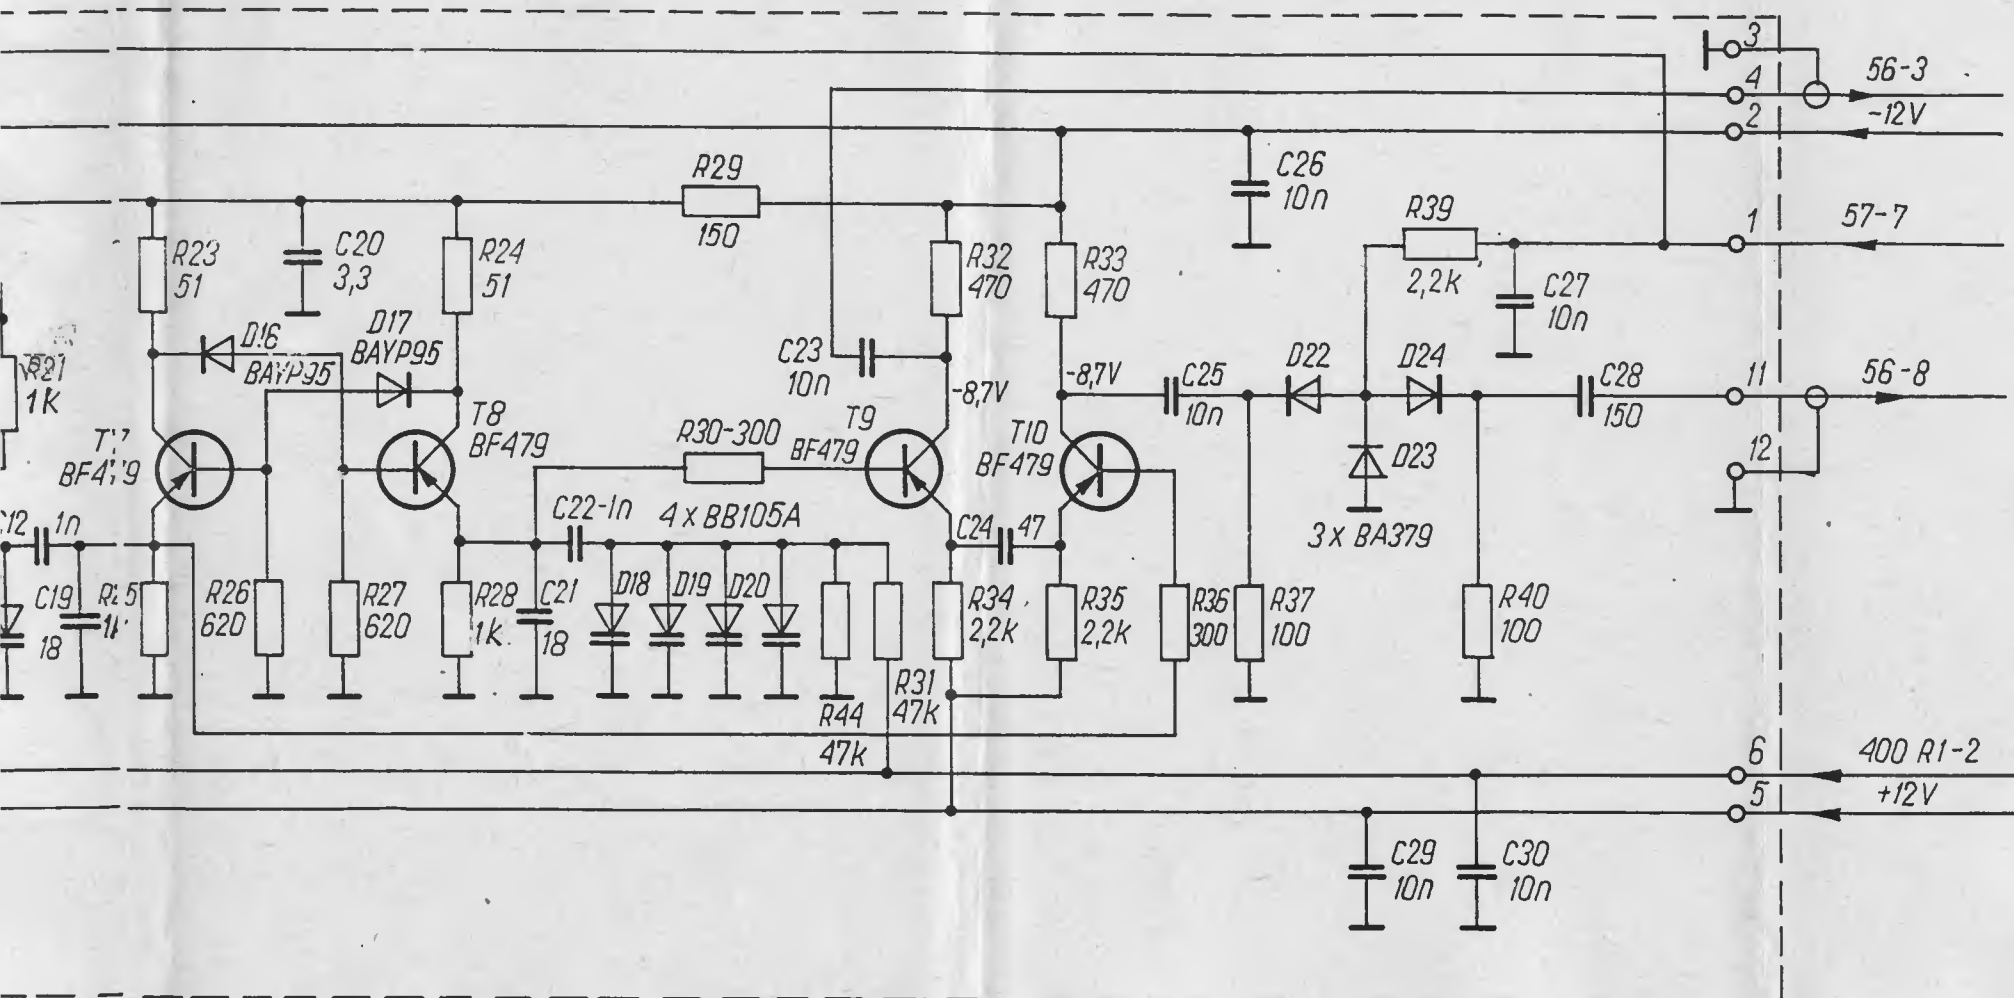 3
4
56-3
2
-12V
R29
150
C26
10n
R39
2,2k
1
57-7
R23
51
C20
3,3
R24
51
R32
470
R33
470
C27
10n
D16
BAYP95
D17
BAYP95
C23
10n
-8,7V
-8,7V
C25
10n
D22
D24
C28
150
11
56-8
R21
1K
T7
BF479
T8
BF479
R30-300
T9
BF479
T10
BF479
D23
12
1n
C22-1n
4 x BB105A
C24
47
3 x BA379
C19
18
R25
1k
R26
620
R27
620
R28
1K
C21
18
D18
D19
D20
R34
2,2k
R35
2,2k
R36
300
R37
100
R40
100
R31
47k
R44
47k
6
400 R1-2
5
+12V
C29
10n
C30
10n